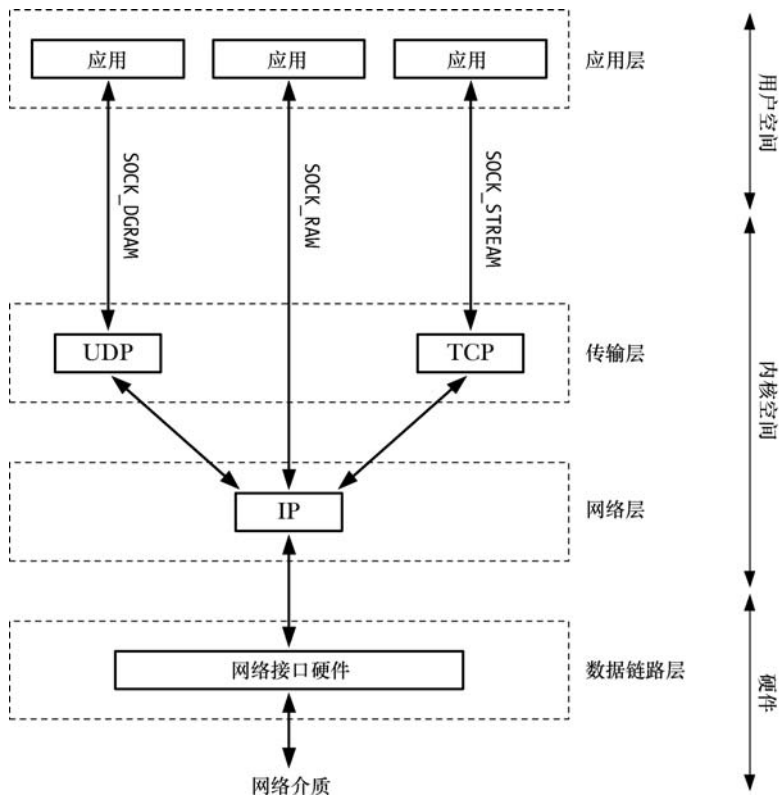 应用
应用
应用
应用层
用户空间
SOCK_DGRAM
SOCK_RAW
SOCK_STREAM
UDP
TCP
传输层
内核空间
IP
网络层
网络接口硬件
数据链路层
硬件
网络介质